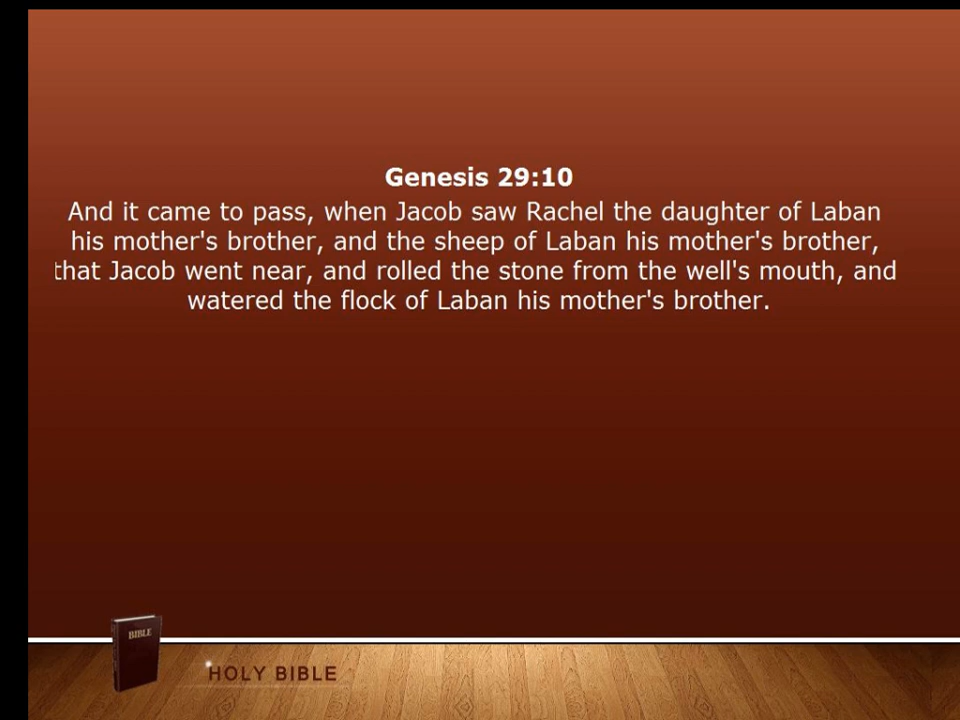 Genesis 29:10
And it came to pass, when Jacob saw Rachel the daughter of Laban
his mother's brother, and the sheep of Laban his mother's brother,
that Jacob went near, and rolled the stone from the well's mouth, and
watered the flock of Laban his mother's brother.
BIBLE
HOLY BIBLE